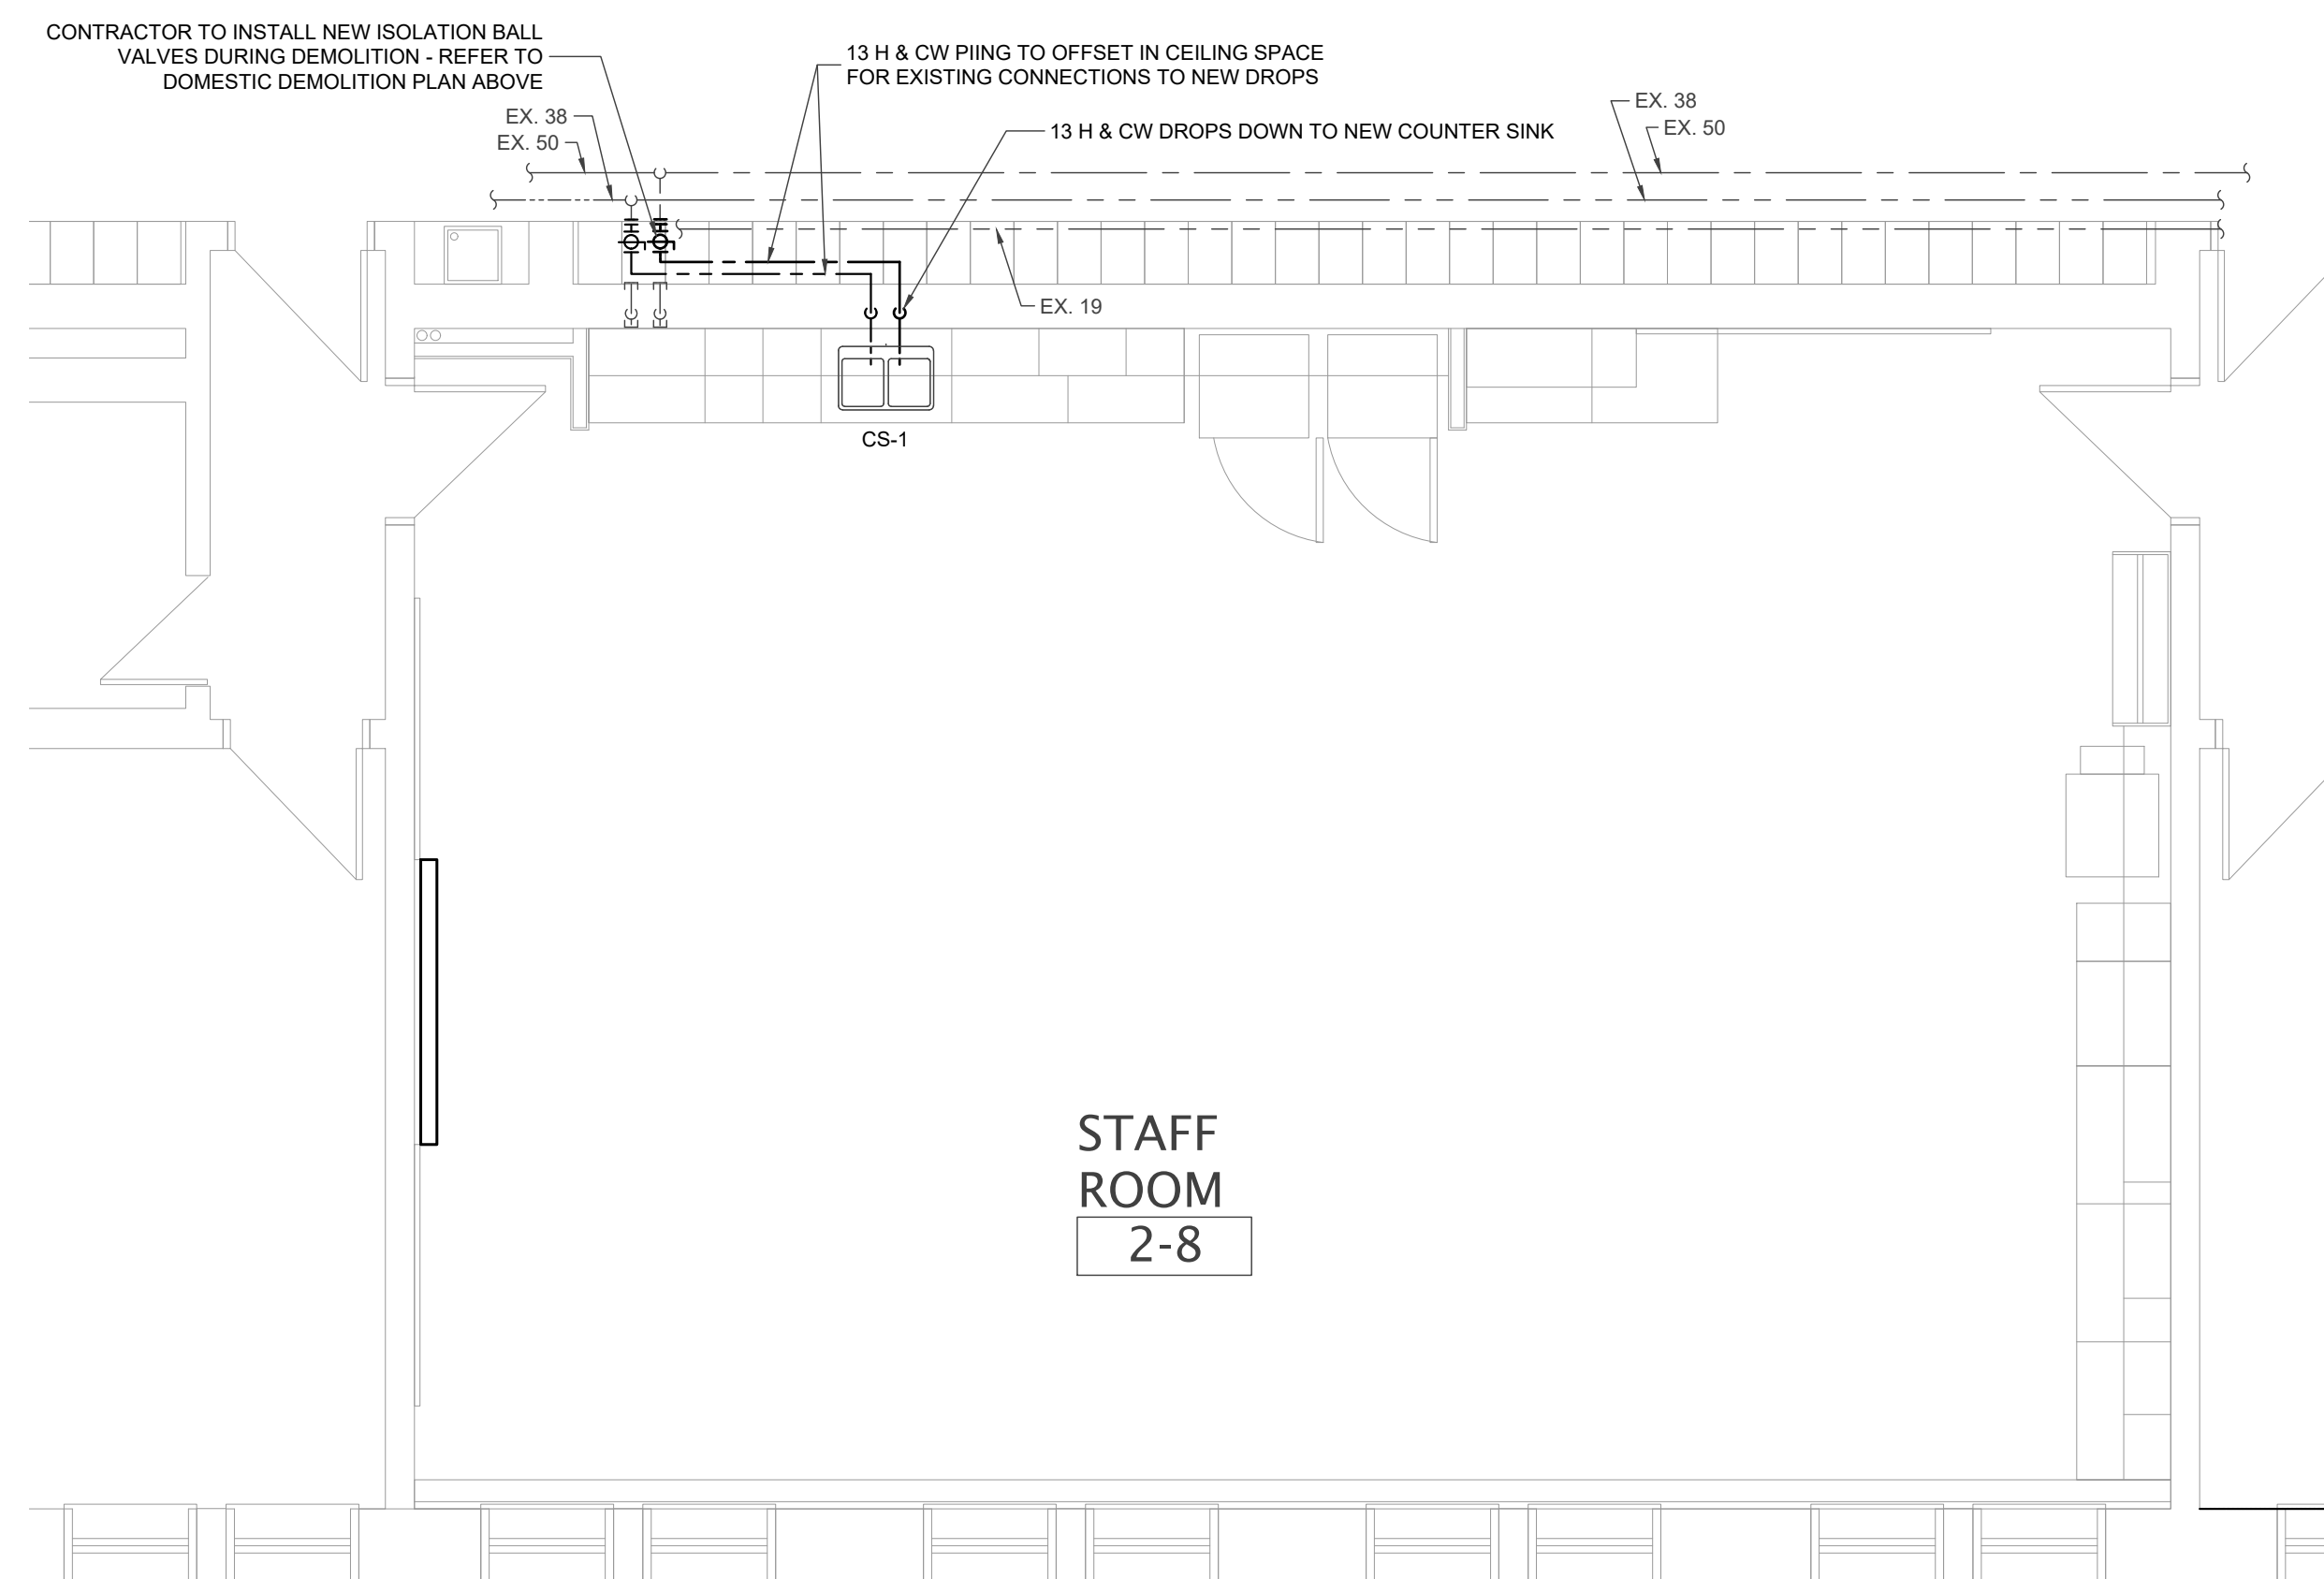 CONTRACTOR TO INSTALL NEW ISOLATION BALL
VALVES DURING DEMOLITION - REFER TO
DOMESTIC DEMOLITION PLAN ABOVE
13 H & CW PIING TO OFFSET IN CEILING SPACE
FOR EXISTING CONNECTIONS TO NEW DROPS
EX. 38
EX. 50
13 H & CW DROPS DOWN TO NEW COUNTER SINK
EX. 38
EX. 50
EX. 19
CS-1
STAFF
ROOM
2-8